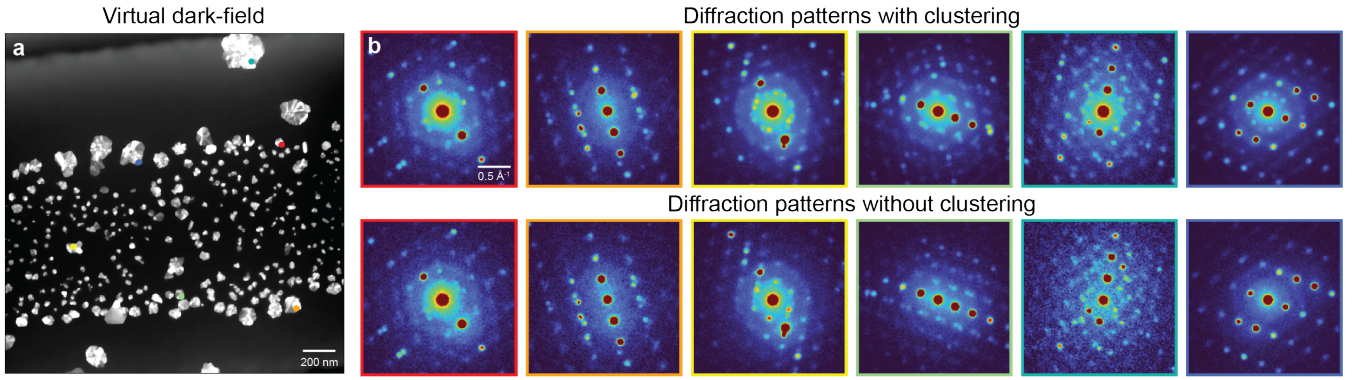 Virtual dark-field
a
200 nm
Diffraction patterns with clustering
b
0.5 Å⁻¹
Diffraction patterns without clustering